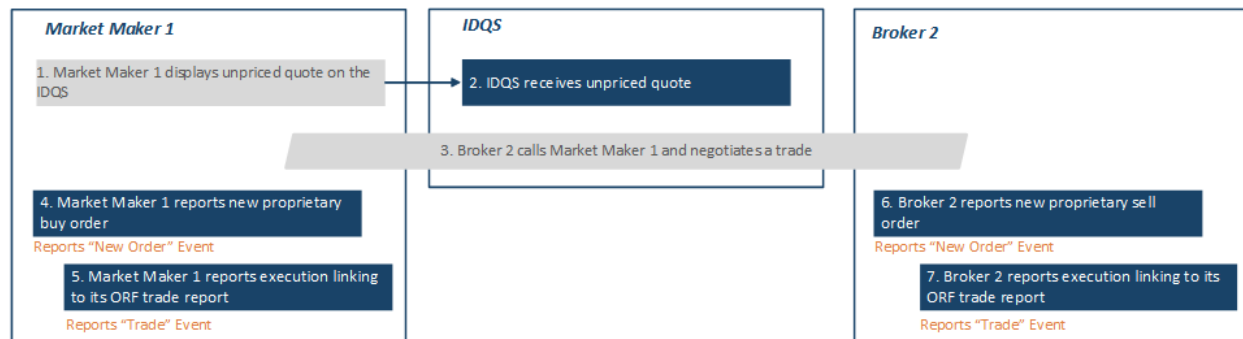 Market Maker 1
IDQS
Broker 2
1. Market Maker 1 displays unpriced quote on the
IDQS
2. IDQS receives unpriced quote
3. Broker 2 calls Market Maker 1 and negotiates a trade
4. Market Maker 1 reports new proprietary
buy order
Reports “New Order” Event
5. Market Maker 1 reports execution linking
to its ORF trade report
Reports “Trade” Event
6. Broker 2 reports new proprietary sell
order
Reports “New Order” Event
7. Broker 2 reports execution linking to its
ORF trade report
Reports “Trade” Event